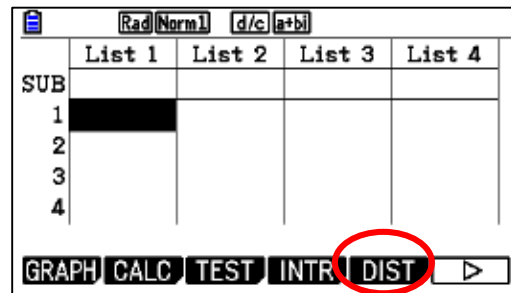 Rad Norm1 d/c a+bi
List 1 List 2 List 3 List 4
SUB
1
2
3
4
GRAPH CALC TEST INTR DIST